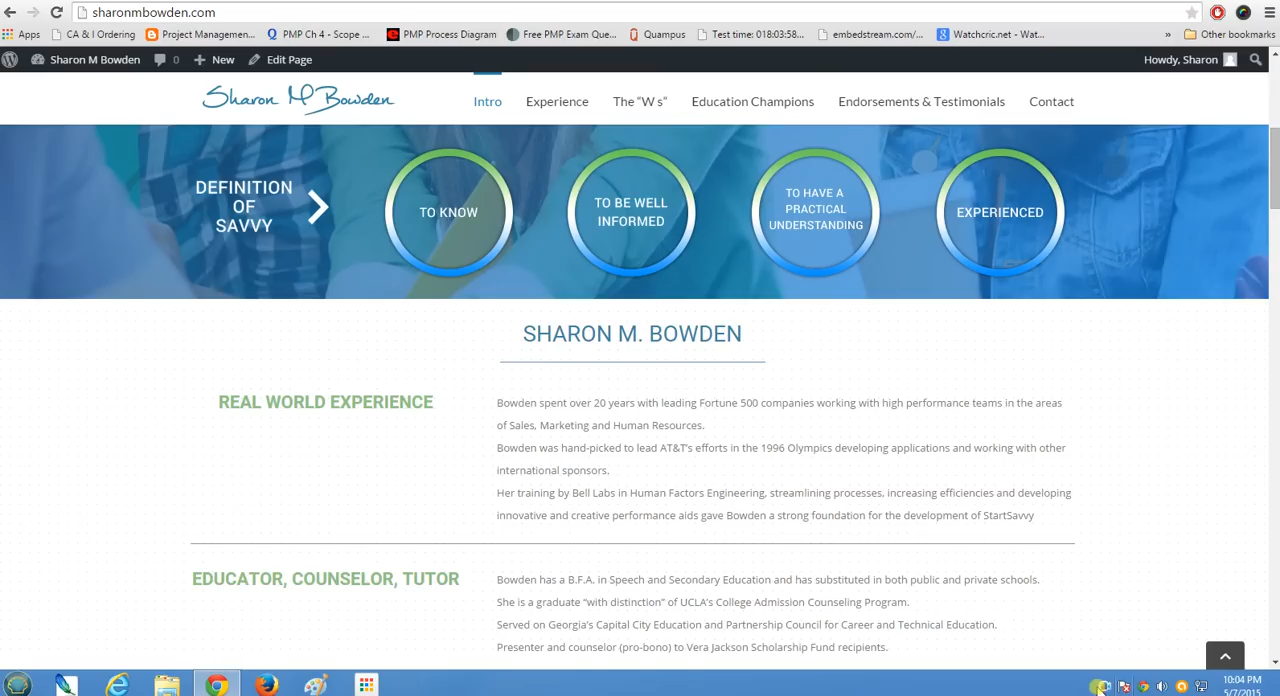 sharonmbowden.com
Apps CA & I Ordering Project Managemen... PMP Ch 4 - Scope ... PMP Process Diagram Free PMP Exam Que... Quampus Test time: 018:03:58... embedstream.com/... Watchcric.net - Wat... » Other bookmarks
Sharon M Bowden 0 New Edit Page Howdy, Sharon
Sharon M Bowden Intro Experience The “W s” Education Champions Endorsements & Testimonials Contact
DEFINITION
OF
SAVVY
TO KNOW
TO BE WELL
INFORMED
TO HAVE A
PRACTICAL
UNDERSTANDING
EXPERIENCED
SHARON M. BOWDEN
REAL WORLD EXPERIENCE
Bowden spent over 20 years with leading Fortune 500 companies working with high performance teams in the areas
of Sales, Marketing and Human Resources.
Bowden was hand-picked to lead AT&T’s efforts in the 1996 Olympics developing applications and working with other
international sponsors.
Her training by Bell Labs in Human Factors Engineering, streamlining processes, increasing efficiencies and developing
innovative and creative performance aids gave Bowden a strong foundation for the development of StartSavvy
EDUCATOR, COUNSELOR, TUTOR
Bowden has a B.F.A. in Speech and Secondary Education and has substituted in both public and private schools.
She is a graduate “with distinction” of UCLA’s College Admission Counseling Program.
Served on Georgia’s Capital City Education and Partnership Council for Career and Technical Education.
Presenter and counselor (pro-bono) to Vera Jackson Scholarship Fund recipients.
10:04 PM
5/7/2015